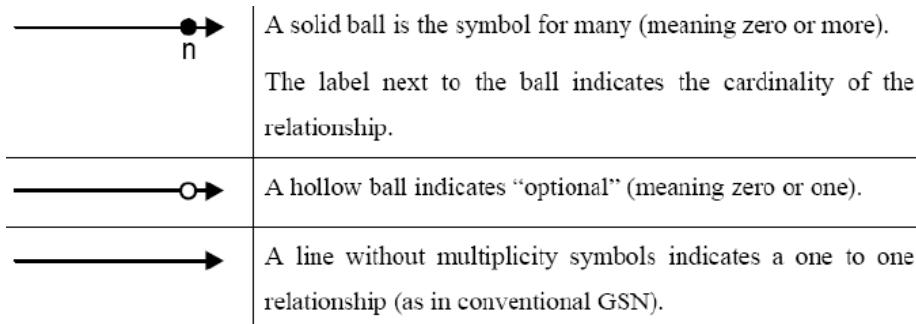 n
A solid ball is the symbol for many (meaning zero or more).
The label next to the ball indicates the cardinality of the
relationship.
A hollow ball indicates “optional” (meaning zero or one).
A line without multiplicity symbols indicates a one to one
relationship (as in conventional GSN).